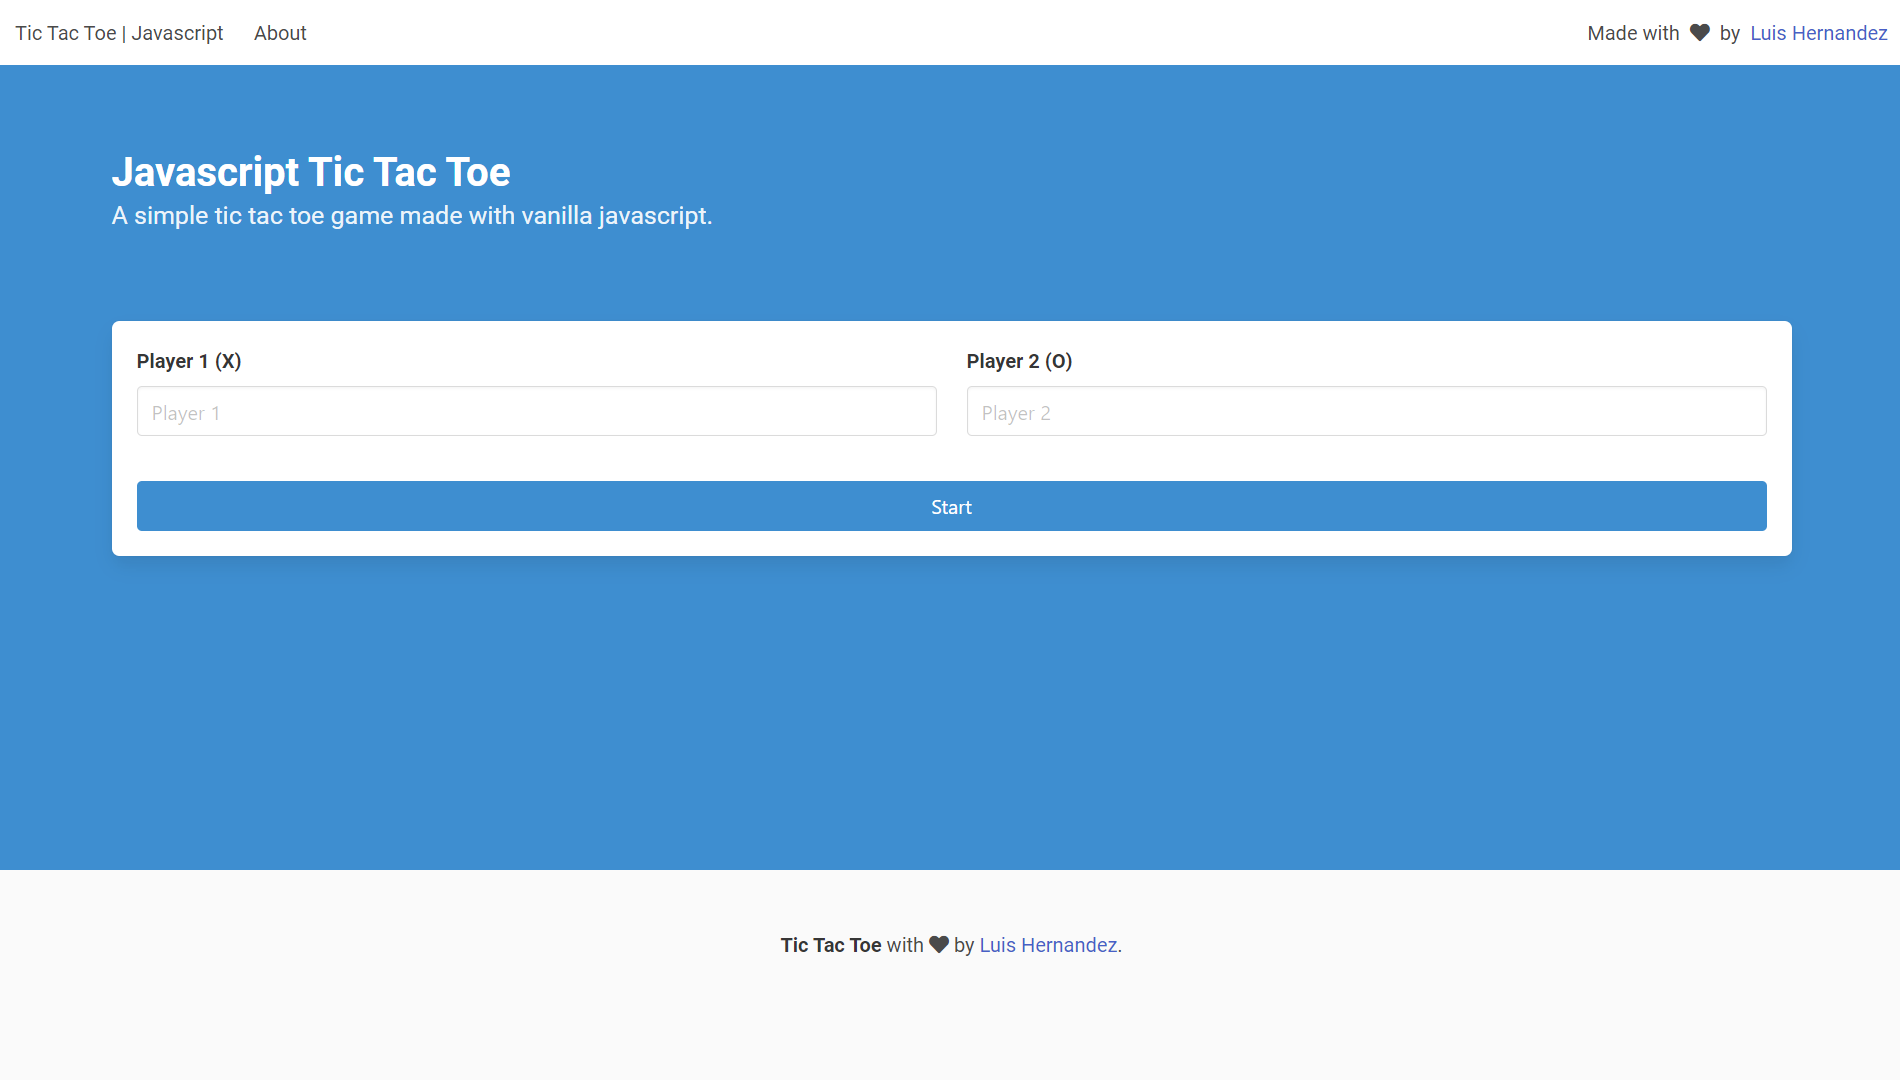 Tic Tac Toe | Javascript About Made with by Luis Hernandez
Javascript Tic Tac Toe
A simple tic tac toe game made with vanilla javascript.
Player 1 (X) Player 2 (O)
Player 1 Player 2
Start
Tic Tac Toe with by Luis Hernandez.